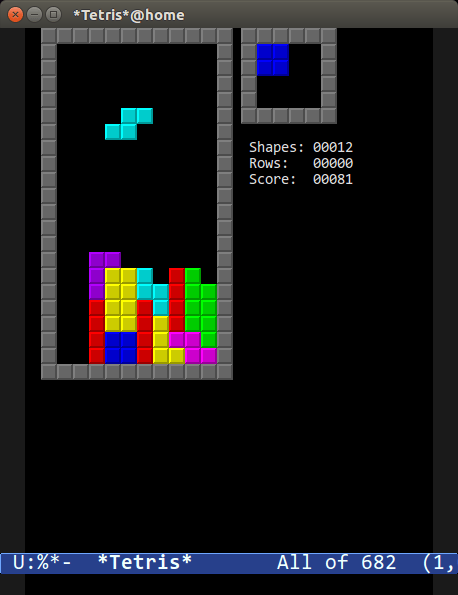 *Tetris*@home
Shapes: 00012
Rows: 00000
Score: 00081
U:%*- *Tetris* All of 682 (1,